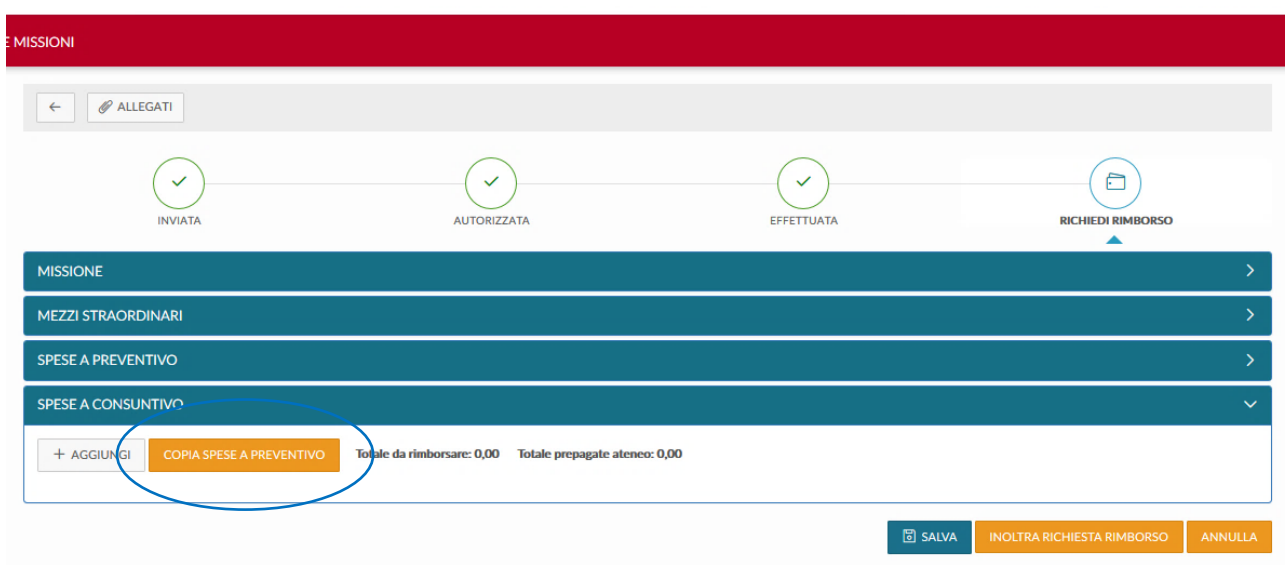 E MISSIONI
← ALLEGATI
INVIATA AUTORIZZATA EFFETTUATA RICHIEDI RIMBORSO
MISSIONE
MEZZI STRAORDINARI
SPESE A PREVENTIVO
SPESE A CONSUNTIVO
+ AGGIUNGI COPIA SPESE A PREVENTIVO Totale da rimborsare: 0,00 Totale prepagate ateneo: 0,00
SALVA INOLTRA RICHIESTA RIMBORSO ANNULLA